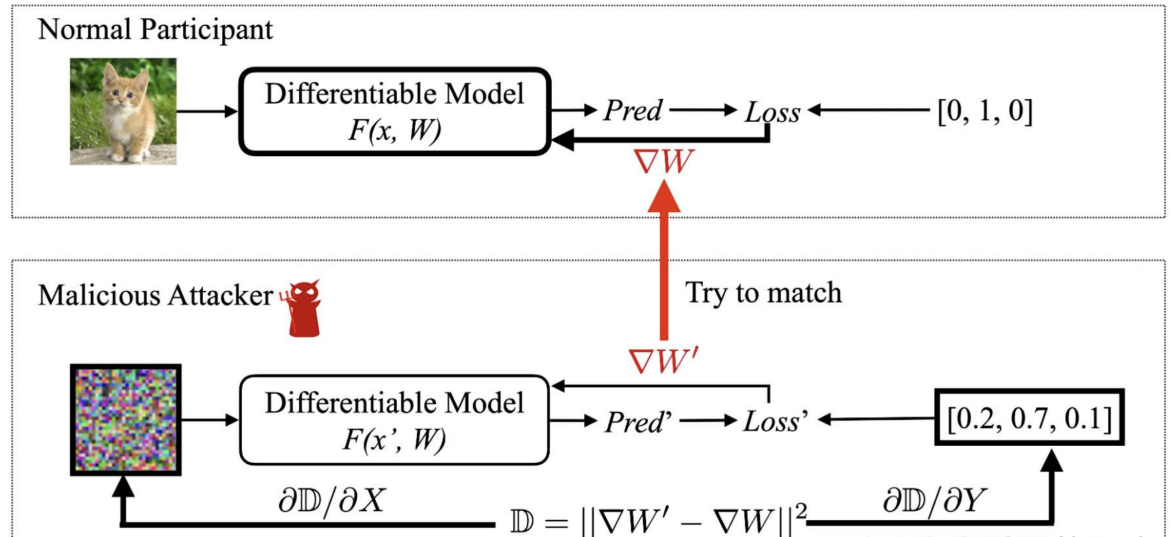 Normal Participant
Differentiable Model
F(x, W)
Pred
Loss
[0, 1, 0]
∇W
Malicious Attacker
Try to match
∇W′
Differentiable Model
F(x’, W)
Pred’
Loss’
[0.2, 0.7, 0.1]
∂𝔻/∂X
𝔻 = ||∇W′ − ∇W||²
∂𝔻/∂Y